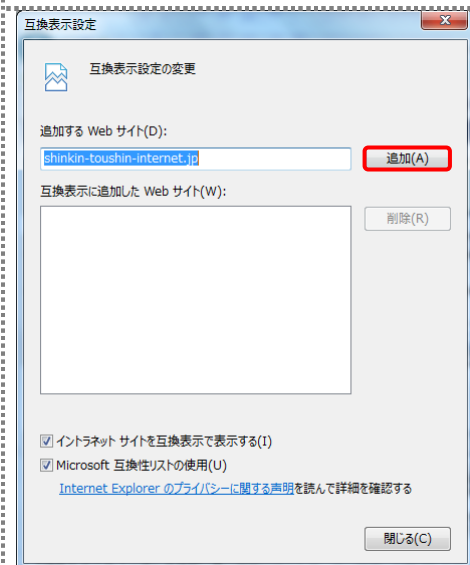 互換表示設定
互換表示設定の変更
追加する Web サイト(D):
shinkin-toushin-internet.jp
追加(A)
互換表示に追加した Web サイト(W):
削除(R)
イントラネット サイトを互換表示で表示する(I)
Microsoft 互換性リストの使用(U)
Internet Explorer のプライバシーに関する声明を読んで詳細を確認する
閉じる(C)